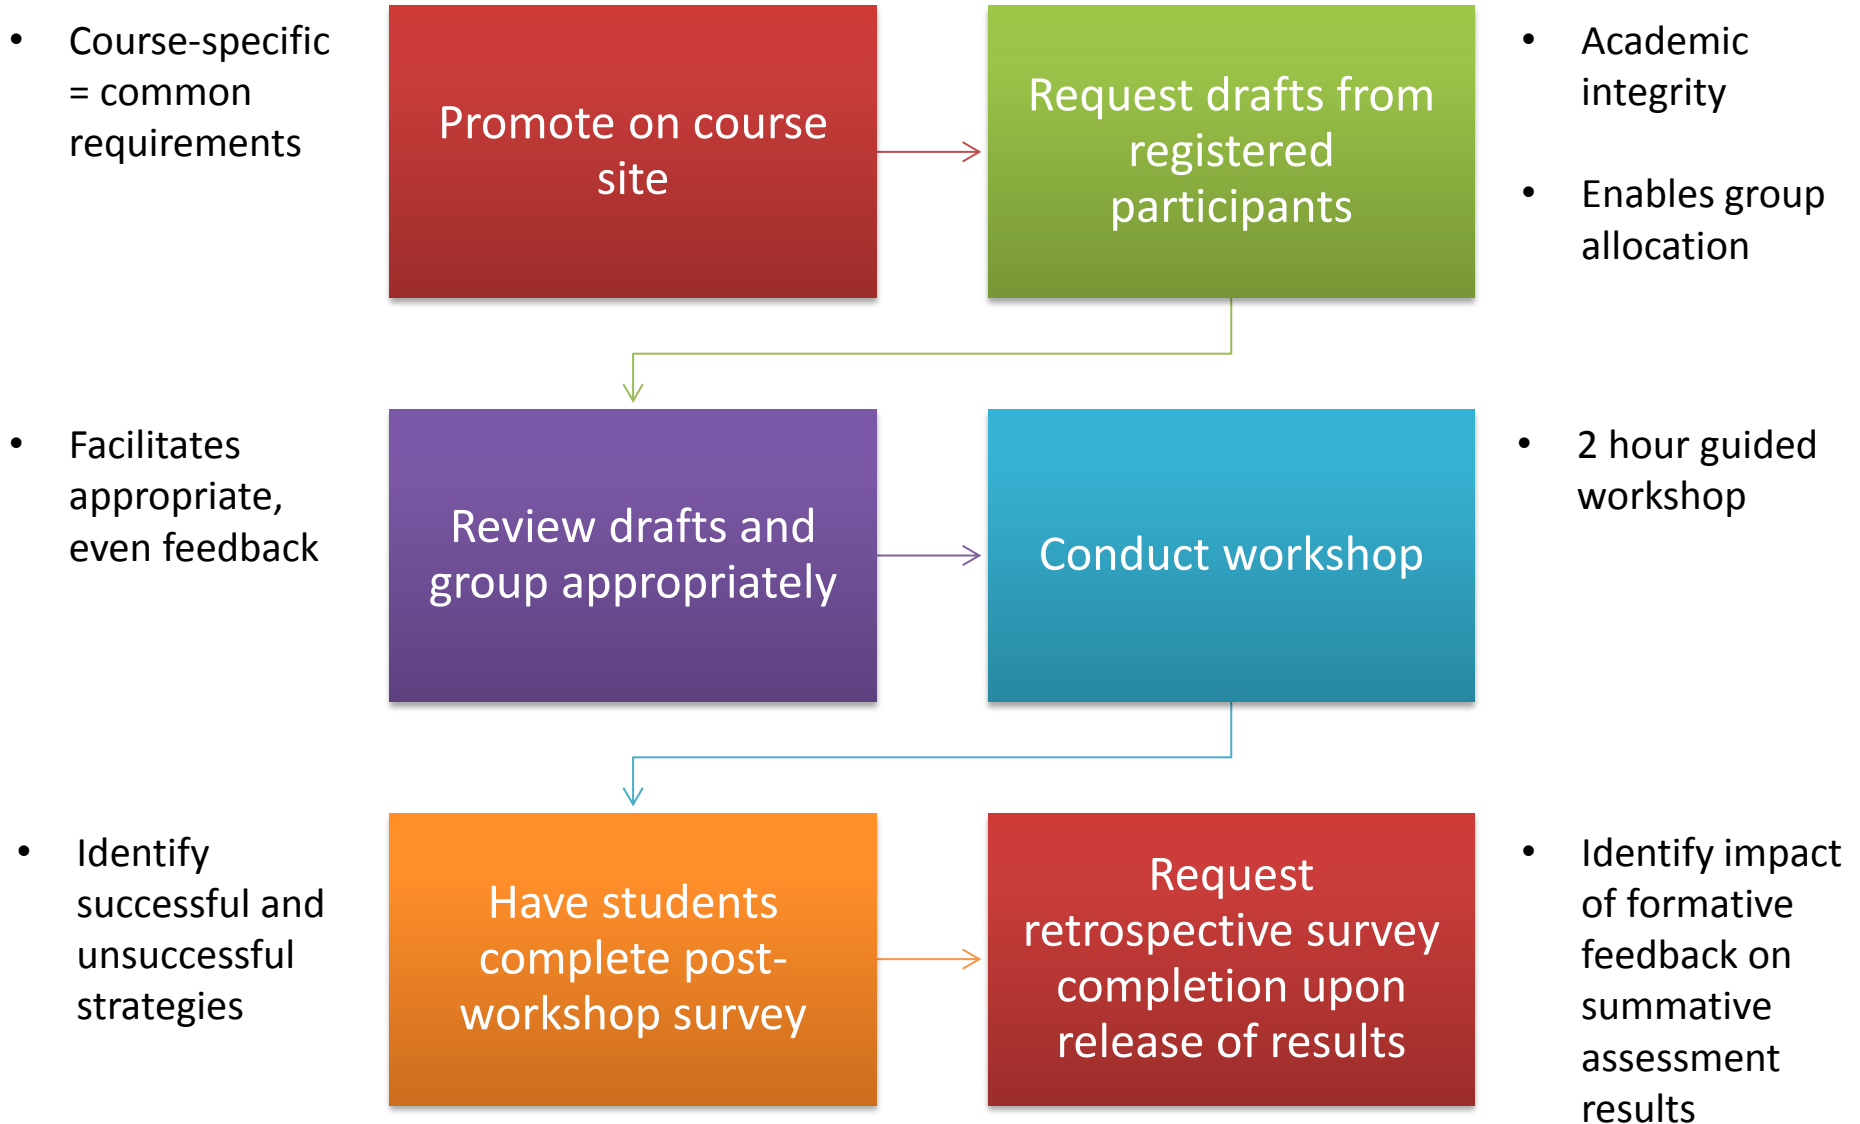 • Course-specific
= common
requirements
Promote on course
site
Request drafts from
registered
participants
• Academic
integrity
• Enables group
allocation
• Facilitates
appropriate,
even feedback
Review drafts and
group appropriately
Conduct workshop
• 2 hour guided
workshop
• Identify
successful and
unsuccessful
strategies
Have students
complete post-
workshop survey
Request
retrospective survey
completion upon
release of results
• Identify impact
of formative
feedback on
summative
assessment
results